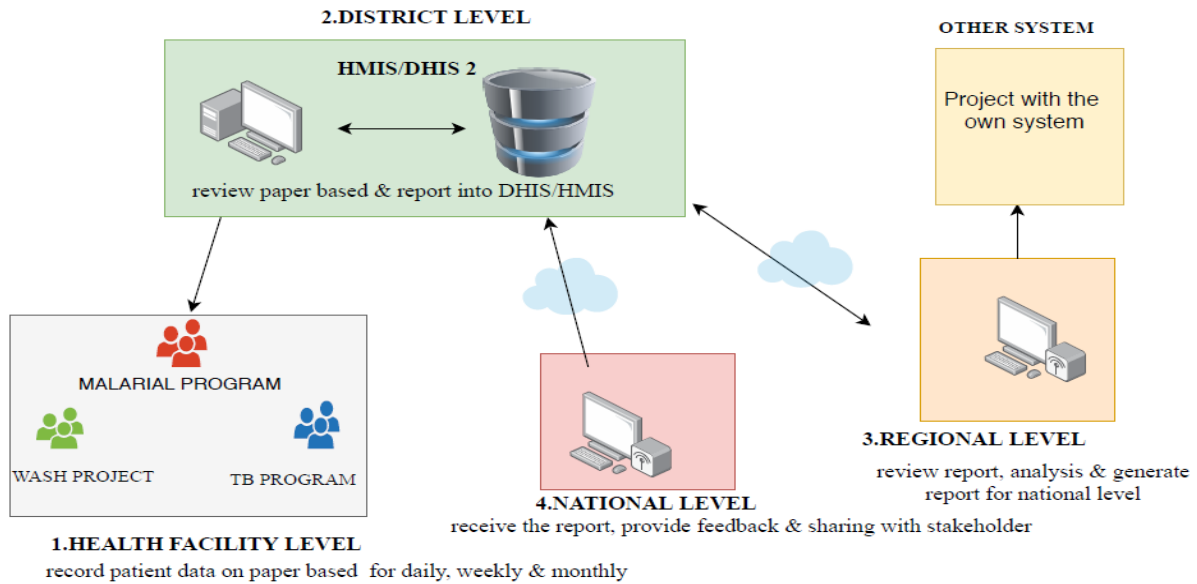 2.DISTRICT LEVEL
HMIS/DHIS 2
review paper based & report into DHIS/HMIS
OTHER SYSTEM
Project with the
own system
MALARIAL PROGRAM
WASH PROJECT
TB PROGRAM
1.HEALTH FACILITY LEVEL
record patient data on paper based for daily, weekly & monthly
4.NATIONAL LEVEL
receive the report, provide feedback & sharing with stakeholder
3.REGIONAL LEVEL
review report, analysis & generate
report for national level